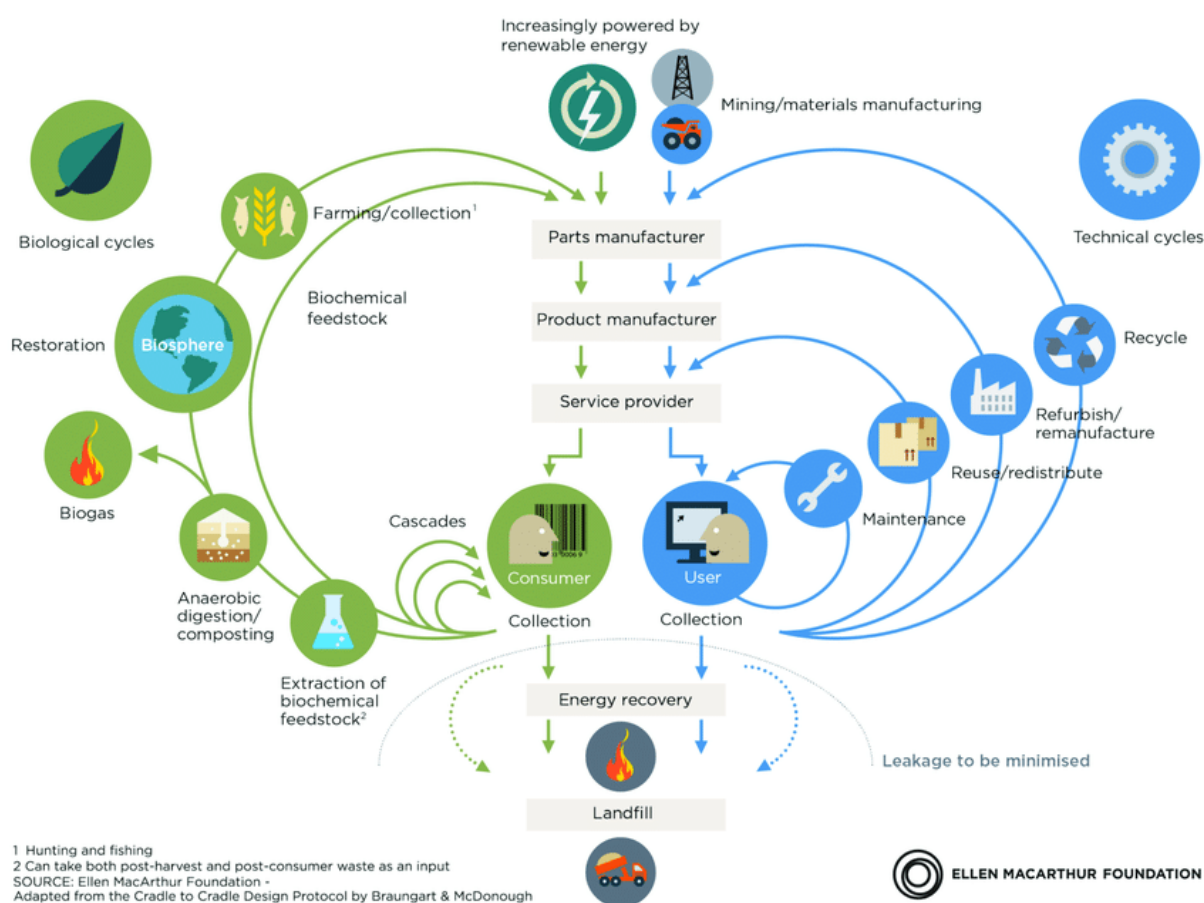 Increasingly powered by
renewable energy
Mining/materials manufacturing
Biological cycles
Technical cycles
Farming/collection¹
Parts manufacturer
Biochemical
feedstock
Restoration
Biosphere
Product manufacturer
Recycle
Service provider
Refurbish/
remanufacture
Reuse/redistribute
Biogas
Cascades
Maintenance
Consumer
User
Anaerobic
digestion/
composting
Collection
Collection
Extraction of
biochemical
feedstock²
Energy recovery
Leakage to be minimised
Landfill
1 Hunting and fishing
2 Can take both post-harvest and post-consumer waste as an input
SOURCE: Ellen MacArthur Foundation -
Adapted from the Cradle to Cradle Design Protocol by Braungart & McDonough
ELLEN MACARTHUR FOUNDATION